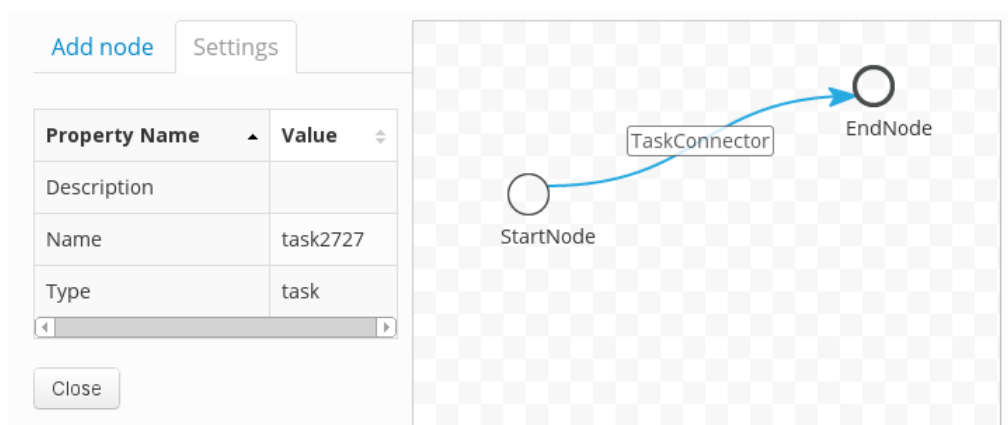 Add node Settings
Property Name Value
Description
Name task2727
Type task
Close
EndNode
TaskConnector
StartNode